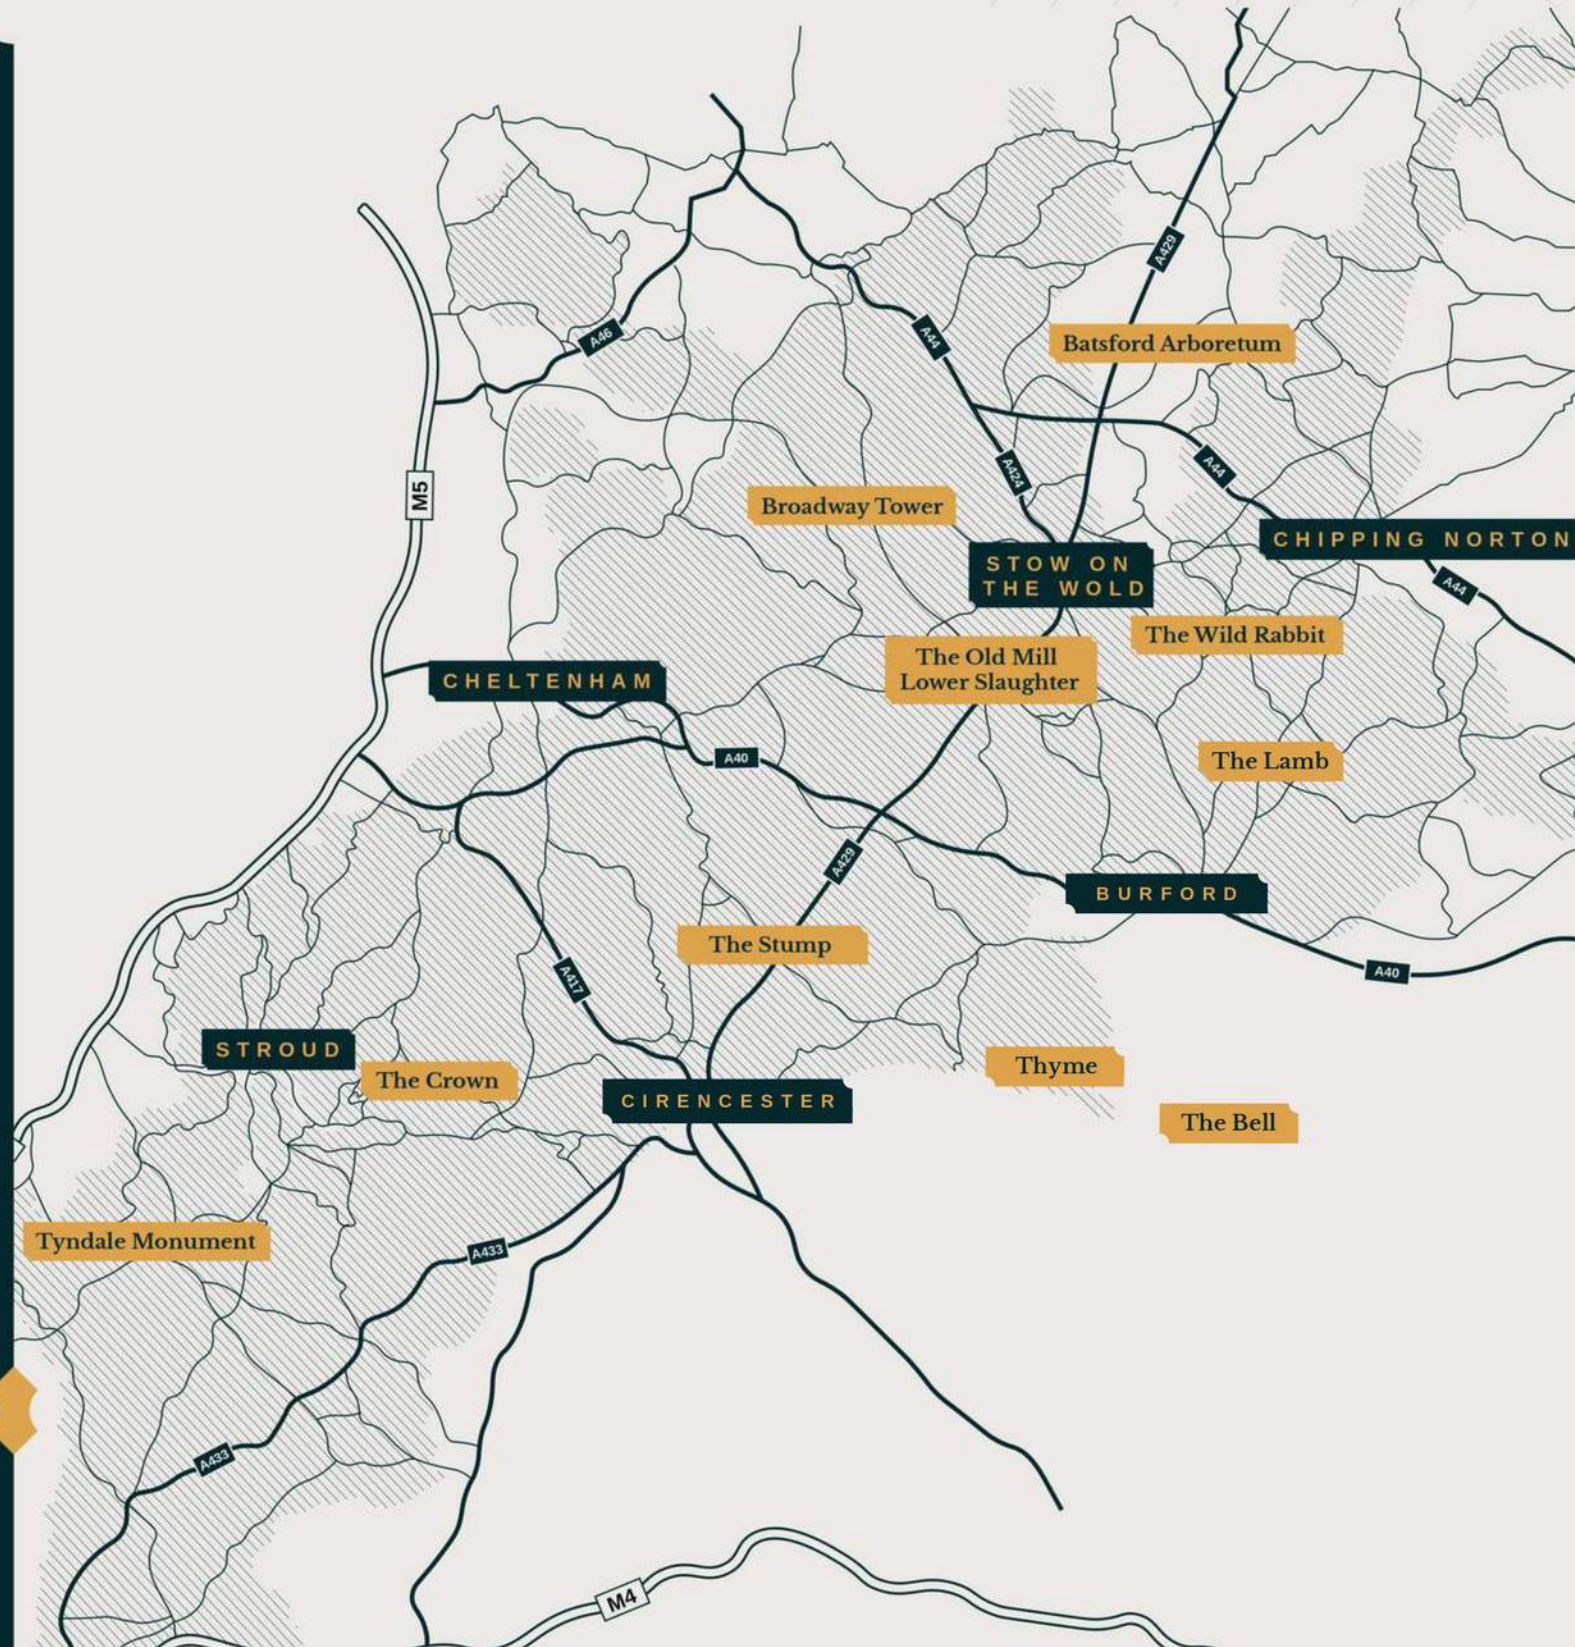 A429
A46
A44
Batsford Arboretum
A424
A44
M5
Broadway Tower
CHIPPING NORTON
STOW ON
THE WOLD
A44
The Wild Rabbit
The Old Mill
Lower Slaughter
CHELTENHAM
A40
The Lamb
A429
BURFORD
The Stump
A40
A417
STROUD
The Crown
Thyme
CIRENCESTER
The Bell
Tyndale Monument
A433
A433
M4